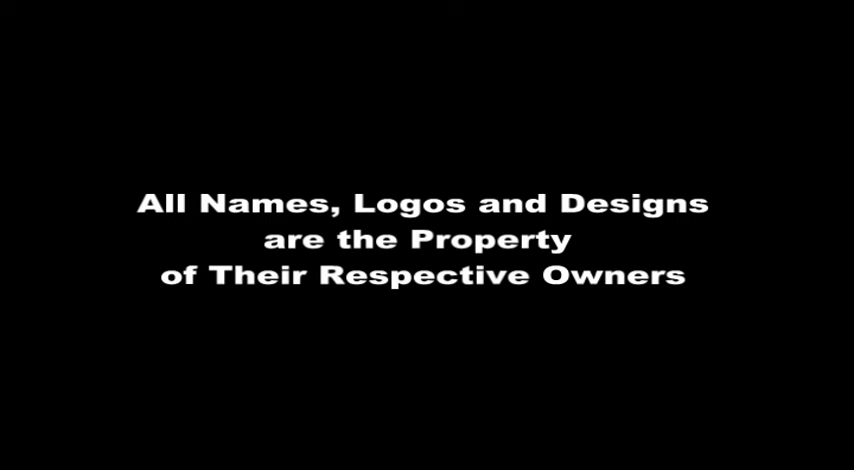 All Names, Logos and Designs
are the Property
of Their Respective Owners